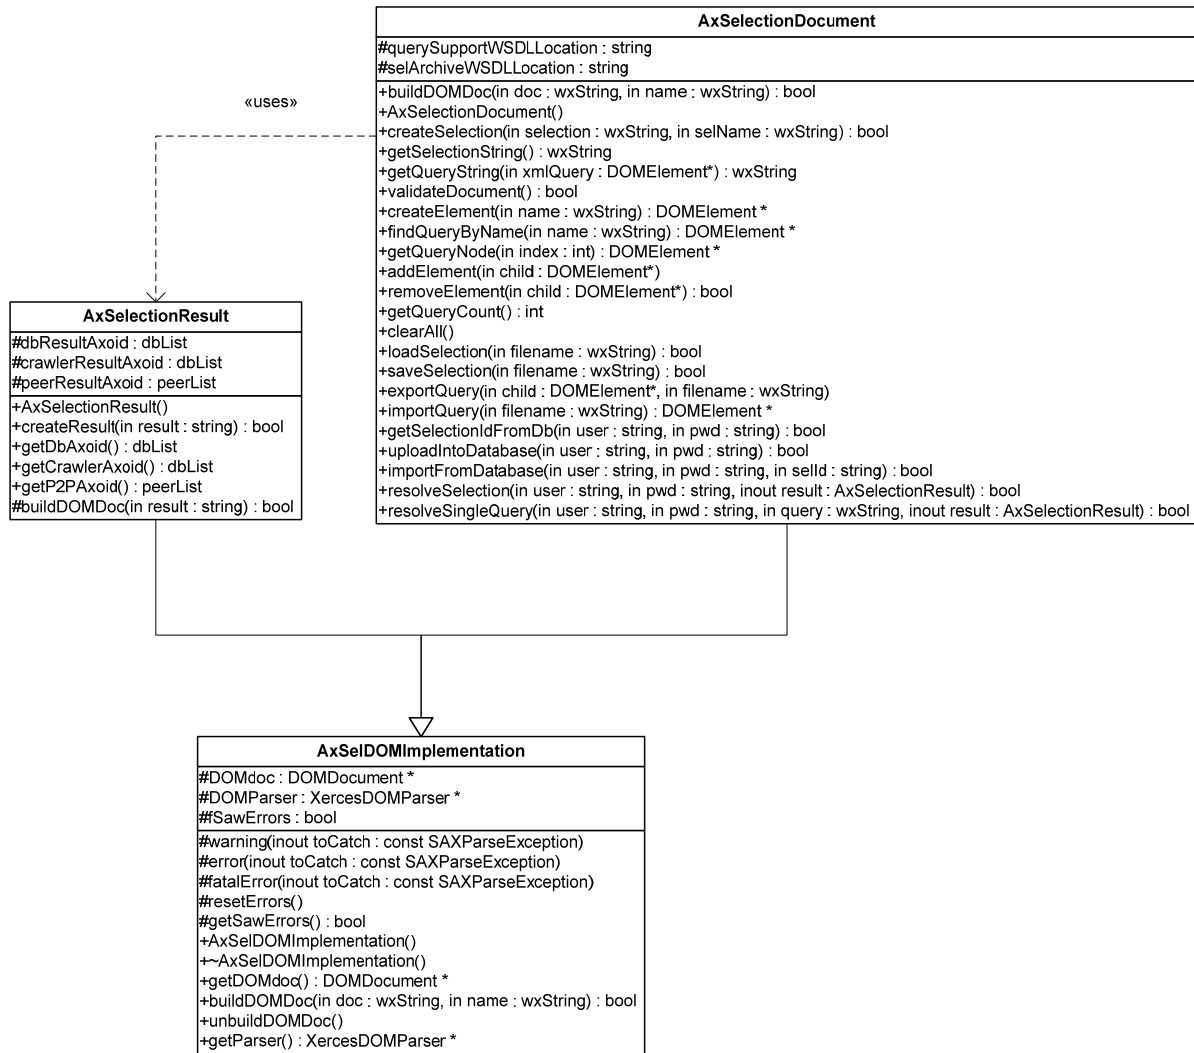 AxSelectionDocument
#querySupportWSDLLocation : string
#selArchiveWSDLLocation : string
+buildDOMDoc(in doc : wxString, in name : wxString) : bool
+AxSelectionDocument()
+createSelection(in selection : wxString, in selName : wxString) : bool
+getSelectionString() : wxString
+getQueryString(in xmlQuery : DOMElement*) : wxString
+validateDocument() : bool
+createElement(in name : wxString) : DOMElement *
+findQueryByName(in name : wxString) : DOMElement *
+getQueryNode(in index : int) : DOMElement *
+addElement(in child : DOMElement*)
+removeElement(in child : DOMElement*) : bool
+getQueryCount() : int
+clearAll()
+loadSelection(in filename : wxString) : bool
+saveSelection(in filename : wxString) : bool
+exportQuery(in child : DOMElement*, in filename : wxString)
+importQuery(in filename : wxString) : DOMElement *
+getSelectionIdFromDb(in user : string, in pwd : string) : bool
+uploadIntoDatabase(in user : string, in pwd : string) : bool
+importFromDatabase(in user : string, in pwd : string, in selId : string) : bool
+resolveSelection(in user : string, in pwd : string, inout result : AxSelectionResult) : bool
+resolveSingleQuery(in user : string, in pwd : string, in query : wxString, inout result : AxSelectionResult) : bool
«uses»
AxSelectionResult
#dbResultAxoid : dbList
#crawlerResultAxoid : dbList
#peerResultAxoid : peerList
+AxSelectionResult()
+createResult(in result : string) : bool
+getDbAxoid() : dbList
+getCrawlerAxoid() : dbList
+getP2PAxoid() : peerList
#buildDOMDoc(in result : string) : bool
AxSelDOMImplementation
#DOMdoc : DOMDocument *
#DOMParser : XercesDOMParser *
#fSawErrors : bool
#warning(inout toCatch : const SAXParseException)
#error(inout toCatch : const SAXParseException)
#fatalError(inout toCatch : const SAXParseException)
#resetErrors()
#getSawErrors() : bool
+AxSelDOMImplementation()
+~AxSelDOMImplementation()
+getDOMdoc() : DOMDocument *
+buildDOMDoc(in doc : wxString, in name : wxString) : bool
+unbuildDOMDoc()
+getParser() : XercesDOMParser *